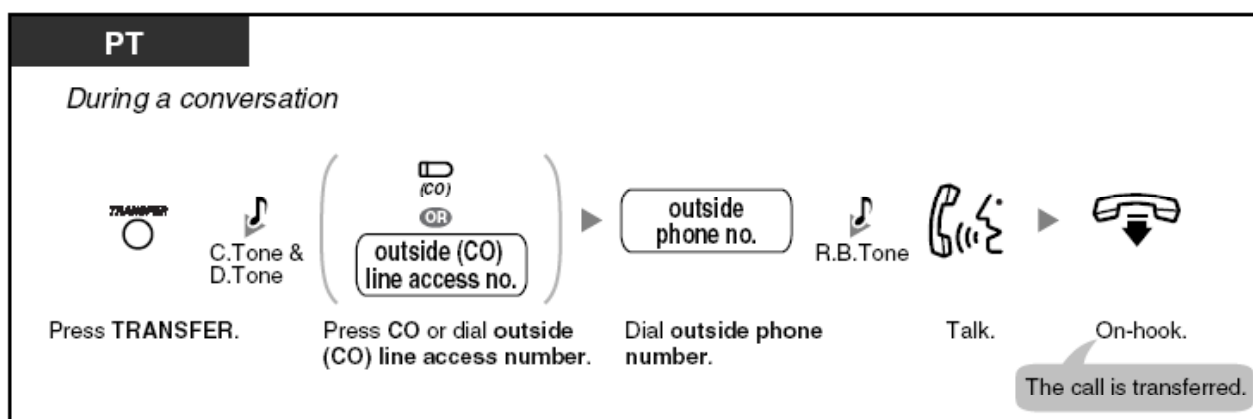 PT
During a conversation
TRANSFER
C.Tone &
D.Tone
(CO)
OR
outside (CO)
line access no.
outside
phone no.
R.B.Tone
Press TRANSFER.
Press CO or dial outside
(CO) line access number.
Dial outside phone
number.
Talk.
On-hook.
The call is transferred.